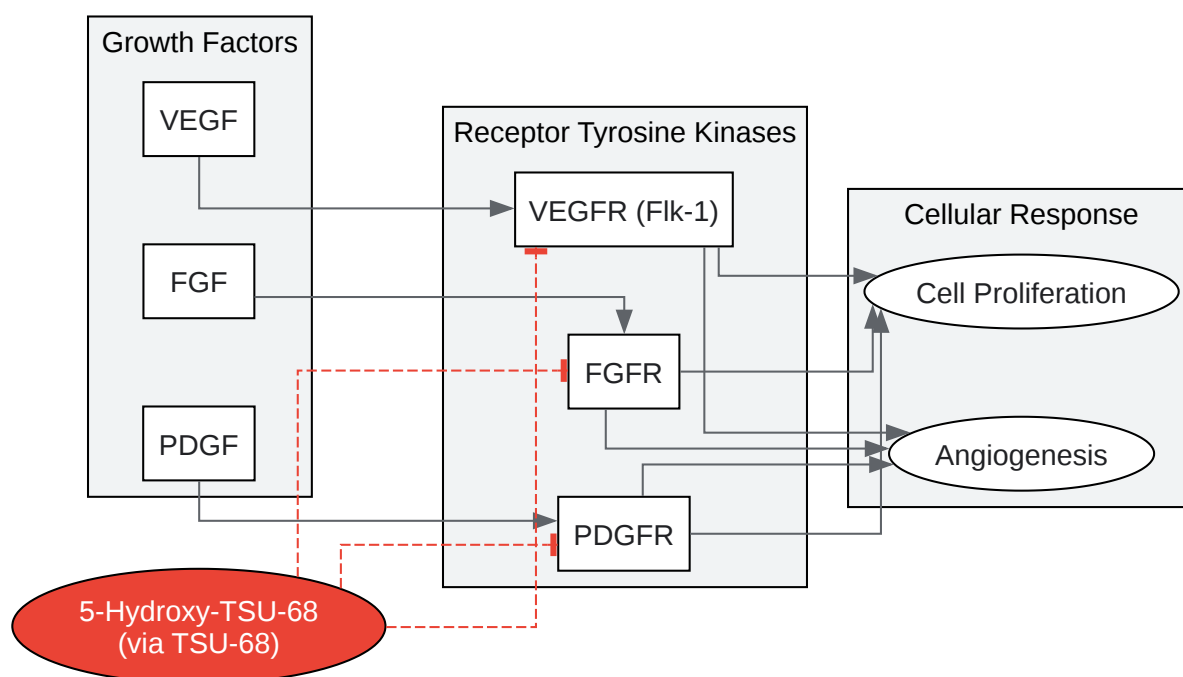 Growth Factors
VEGF
FGF
PDGF
Receptor Tyrosine Kinases
VEGFR (Flk-1)
FGFR
PDGFR
Cellular Response
Cell Proliferation
Angiogenesis
5-Hydroxy-TSU-68
(via TSU-68)